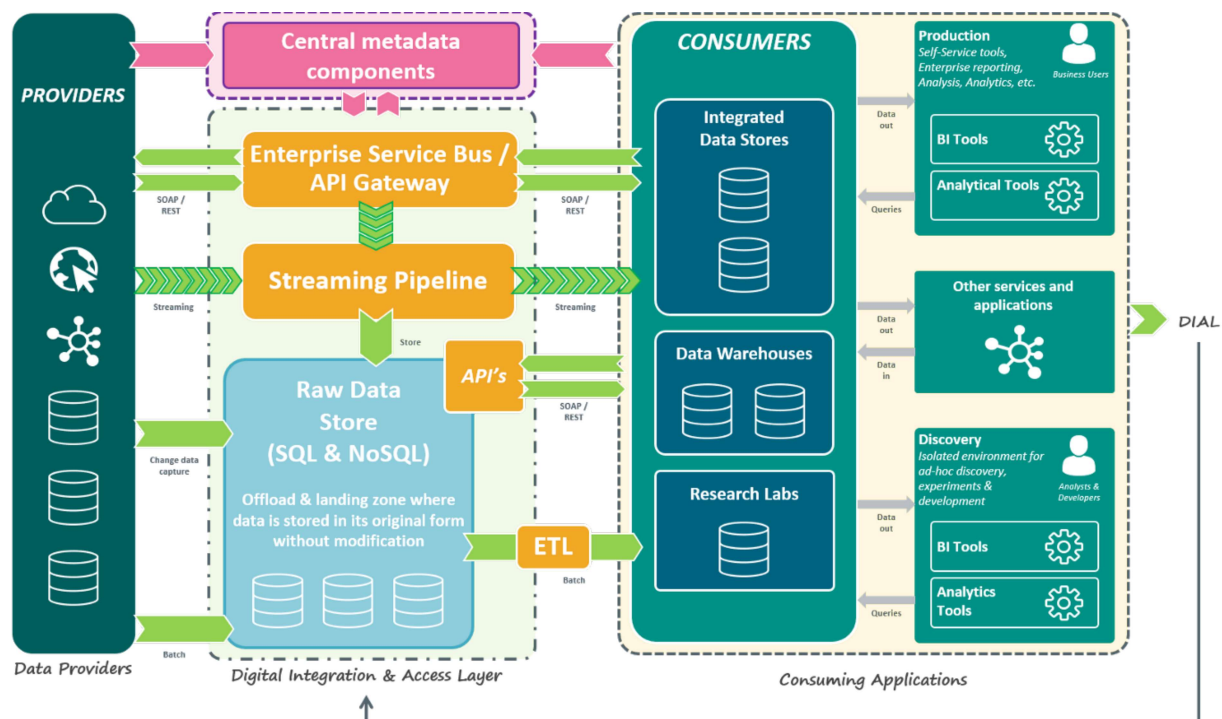 PROVIDERS
Data Providers
Central metadata
components
Enterprise Service Bus /
API Gateway
SOAP /
REST
SOAP /
REST
Streaming Pipeline
Streaming
Streaming
Store
Raw Data
Store
(SQL & NoSQL)
Offload & landing zone where
data is stored in its original form
without modification
API's
SOAP /
REST
Change data
capture
ETL
Batch
Batch
Digital Integration & Access Layer
CONSUMERS
Integrated
Data Stores
Data Warehouses
Research Labs
Data
out
Queries
Data
out
Data
in
Data
out
Queries
Production
Self-Service tools,
Enterprise reporting,
Analysis, Analytics, etc.
Business Users
BI Tools
Analytical Tools
Other services and
applications
Discovery
Isolated environment for
ad-hoc discovery,
experiments &
development
Analysts &
Developers
BI Tools
Analytics
Tools
Consuming Applications
DIAL